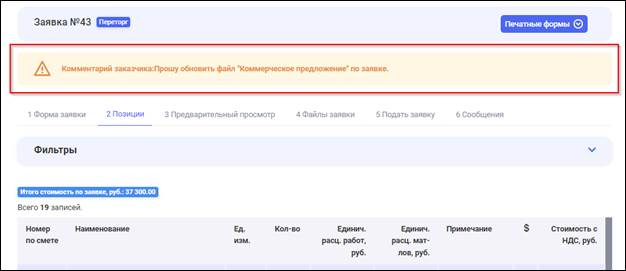 Заявка №43 Переторг Печатные формы
Комментарий заказчика:Прошу обновить файл "Коммерческое предложение" по заявке.
1 Форма заявки 2 Позиции 3 Предварительный просмотр 4 Файлы заявки 5 Подать заявку 6 Сообщения
Фильтры
Итого стоимость по заявке, руб.: 37 300.00
Всего 19 записей.
Номер по смете Наименование Ед. изм. Кол-во Единич. расц. работ, руб. Единич. расц. мат-лов, руб. Примечание $ Стоимость с НДС, руб.